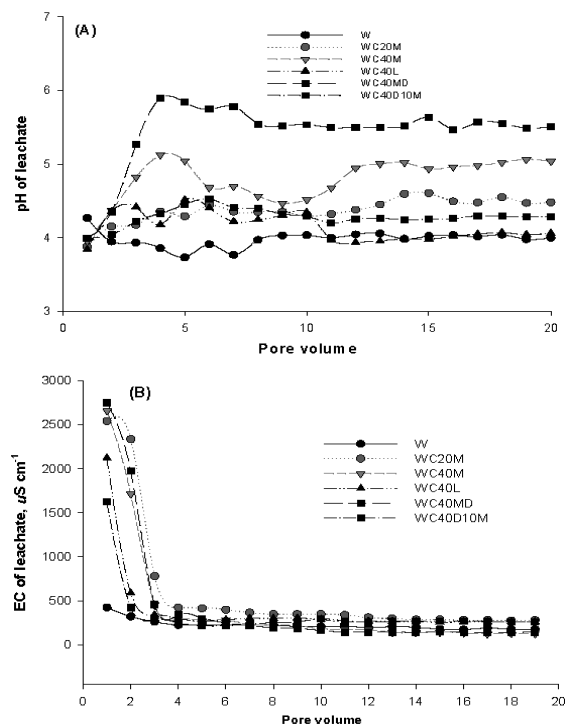 (A)
W
WC20M
WC40M
WC40L
WC40MD
WC40D10M
pH of leachate
7
6
5
4
3
0 5 10 15 20
Pore volume
(B)
W
WC20M
WC40M
WC40L
WC40MD
WC40D10M
EC of leachate, uS cm-1
3000
2500
2000
1500
1000
500
0
0 2 4 6 8 10 12 14 16 18 20
Pore volume